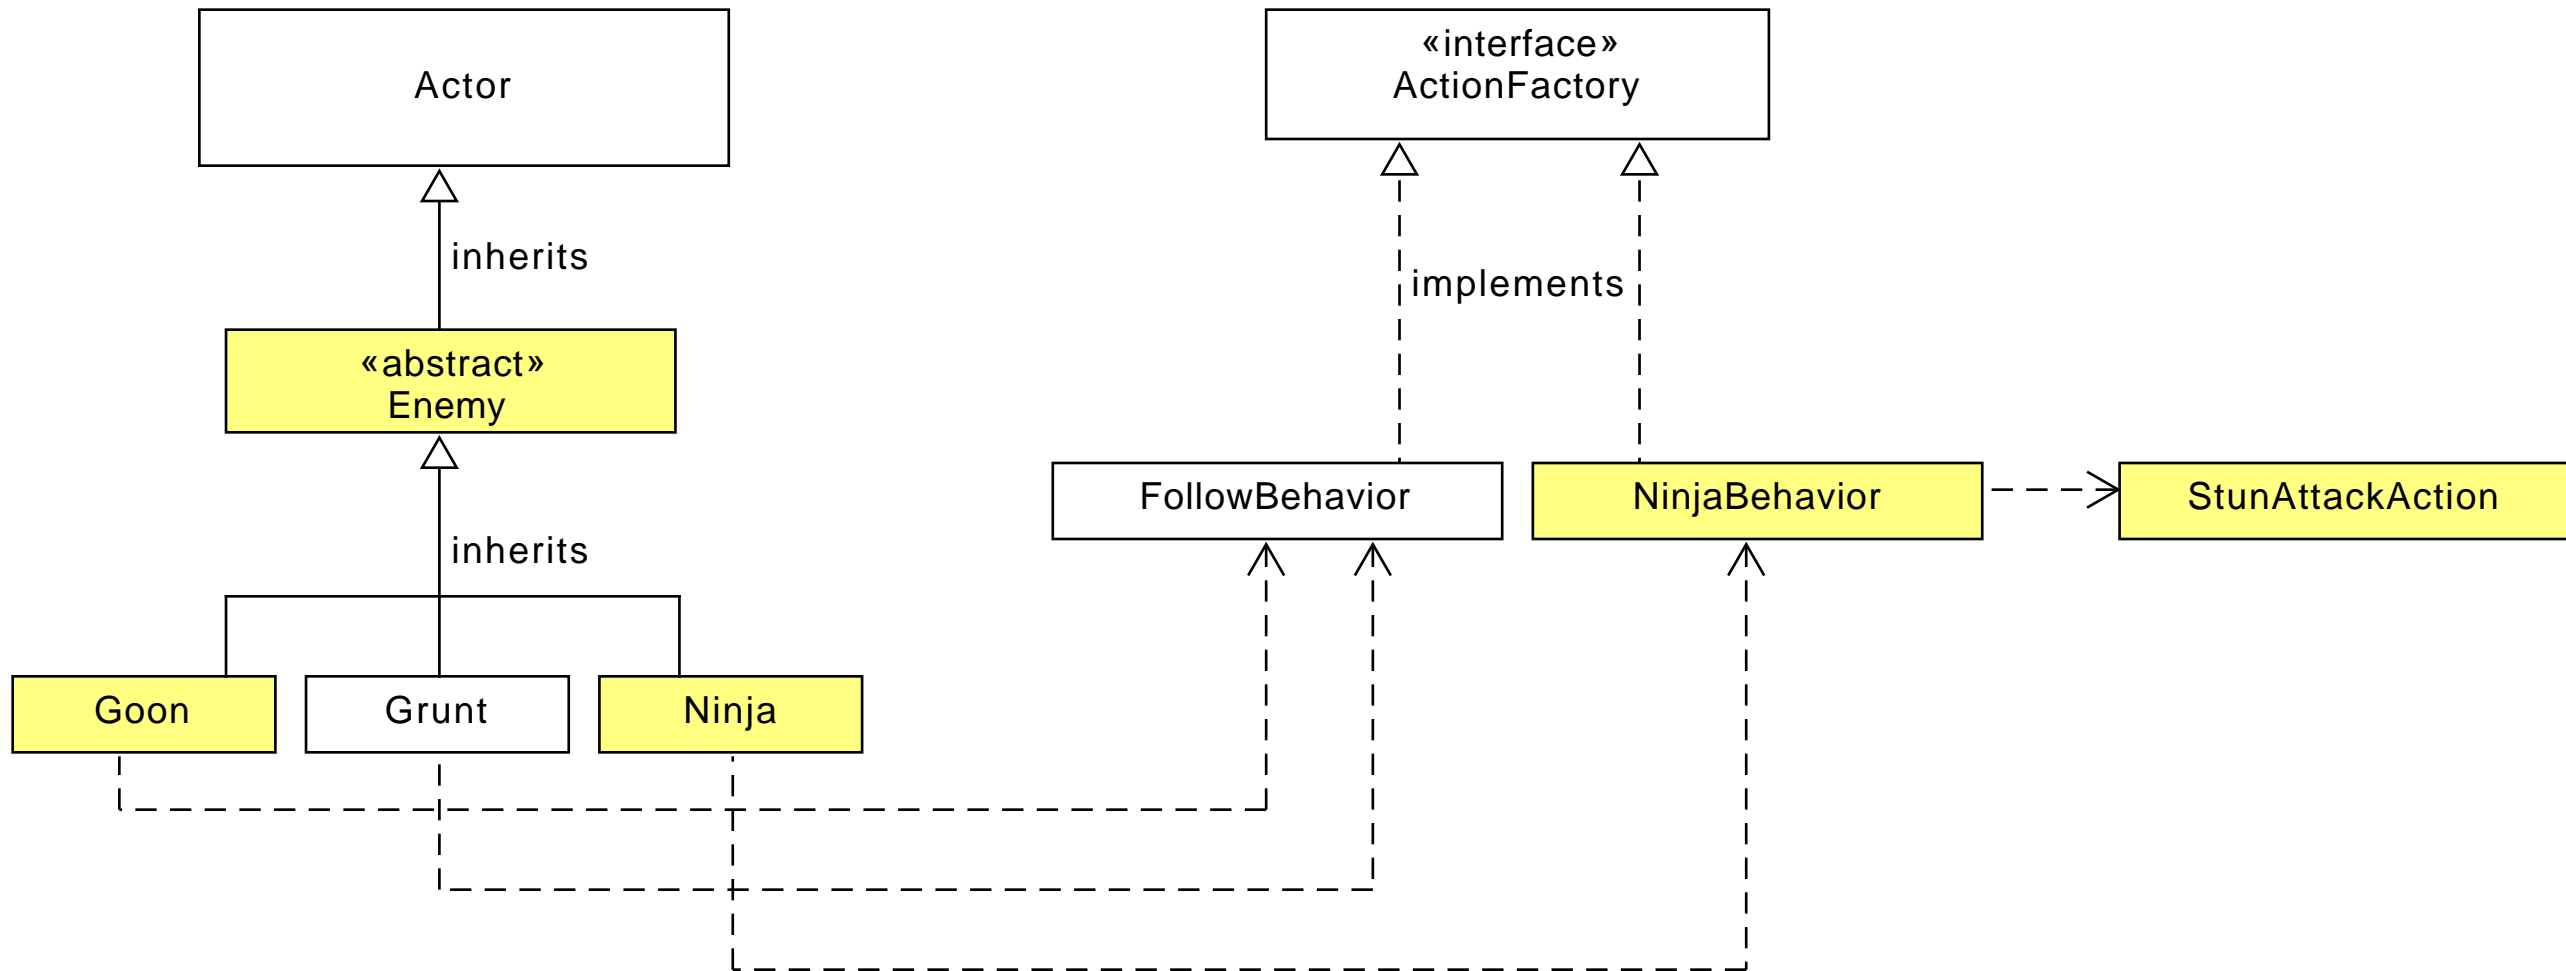 Actor
«interface»
ActionFactory
inherits
implements
«abstract»
Enemy
FollowBehavior
NinjaBehavior
StunAttackAction
inherits
Goon
Grunt
Ninja